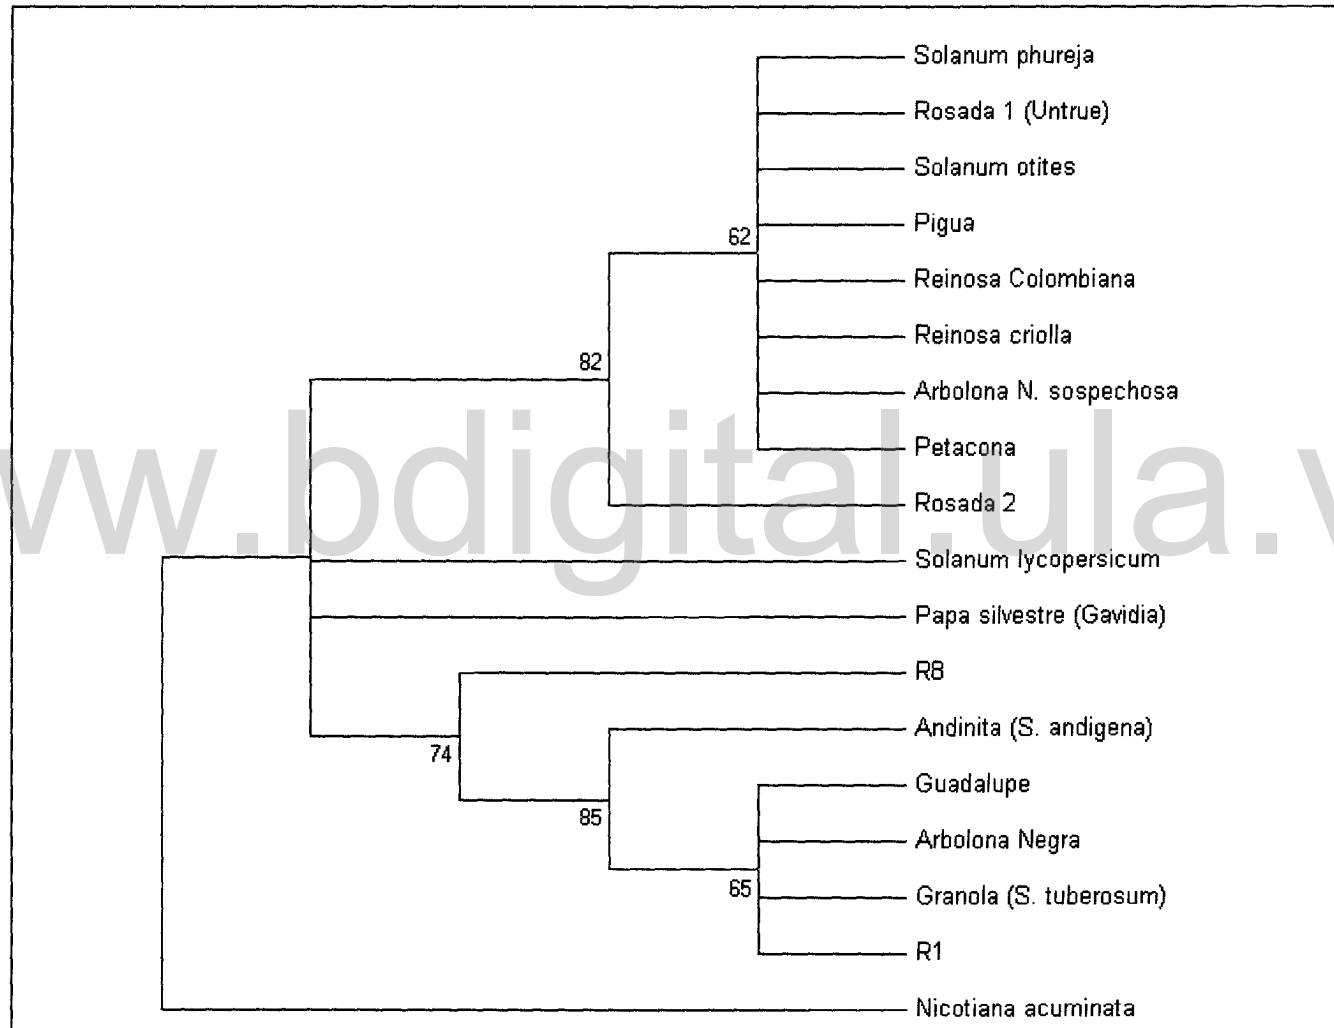 Solanum phureja
Rosada 1 (Untrue)
Solanum otites
Pigua
62
Reinosa Colombiana
Reinosa criolla
82
Arbolona N. sospechosa
Petacona
Rosada 2
www.bdigital.ula.v
Solanum lycopersicum
Papa silvestre (Gavidia)
R8
Andinita (S. andigena)
74
Guadalupe
85
Arbolona Negra
65
Granola (S. tuberosum)
R1
Nicotiana acuminata